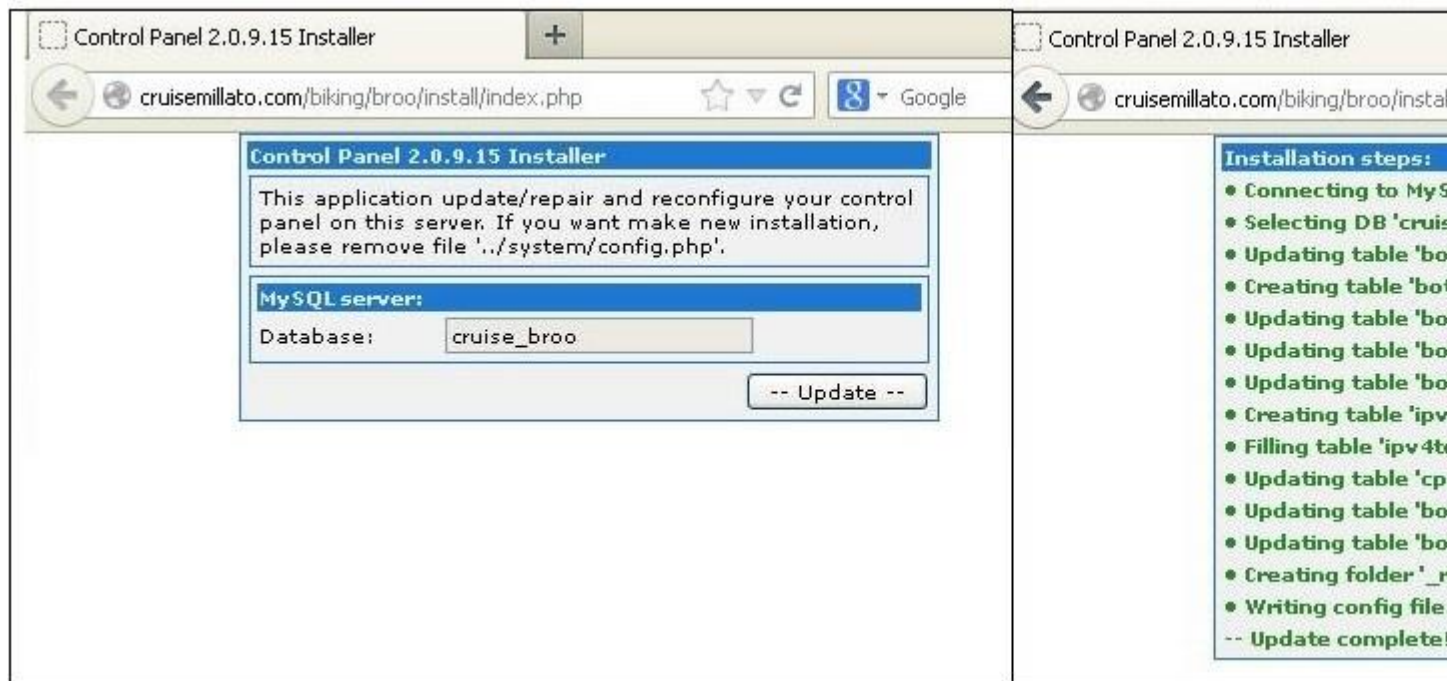 Control Panel 2.0.9.15 Installer
cruisemillato.com/biking/broo/install/index.php
Google
Control Panel 2.0.9.15 Installer
This application update/repair and reconfigure your control
panel on this server. If you want make new installation,
please remove file '../system/config.php'.
MySQL server:
Database: cruise_broo
-- Update --
Control Panel 2.0.9.15 Installer
cruisemillato.com/biking/broo/instal
Installation steps:
• Connecting to MyS
• Selecting DB 'cruis
• Updating table 'bo
• Creating table 'bot
• Updating table 'bo
• Updating table 'bo
• Updating table 'bo
• Creating table 'ipv
• Filling table 'ipv4t
• Updating table 'cp
• Updating table 'bo
• Updating table 'bo
• Creating folder '_r
• Writing config file
-- Update complete!